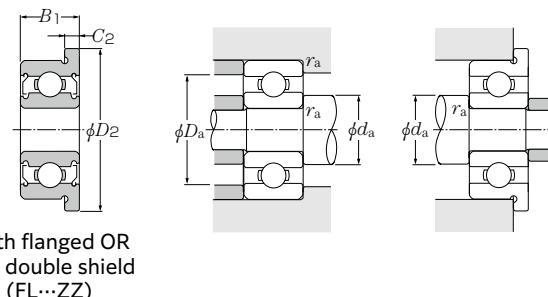 B1
C2
ϕD2
ra
ra
ϕDa
ϕda
ra
ϕda
th flanged OR
double shield
(FL···ZZ)